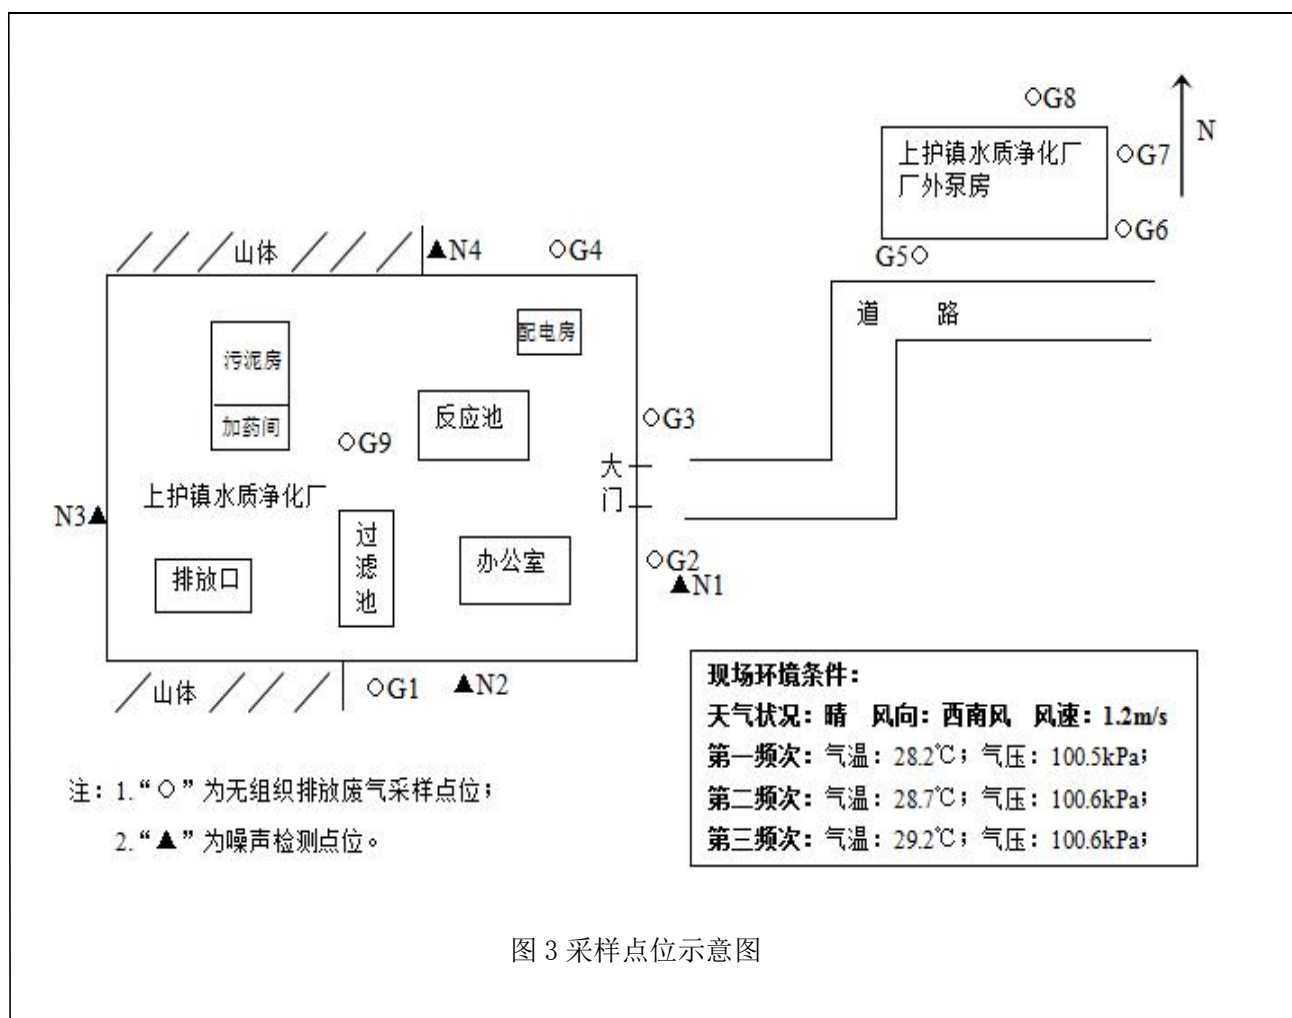 ○G8
N
上护镇水质净化厂
厂外泵房
○G7
○G6
G5○
山体
▲N4
○G4
道 路
配电房
污泥房
加药间
反应池
○G3
○G9
大
门
上护镇水质净化厂
N3▲
过
滤
池
办公室
排放口
○G2
▲N1
山体
○G1
▲N2
现场环境条件：
天气状况：晴 风向：西南风 风速：1.2m/s
第一频次：气温：28.2℃；气压：100.5kPa；
第二频次：气温：28.7℃；气压：100.6kPa；
第三频次：气温：29.2℃；气压：100.6kPa；
注：1.“○”为无组织排放废气采样点位；
2.“▲”为噪声检测点位。
图 3 采样点位示意图